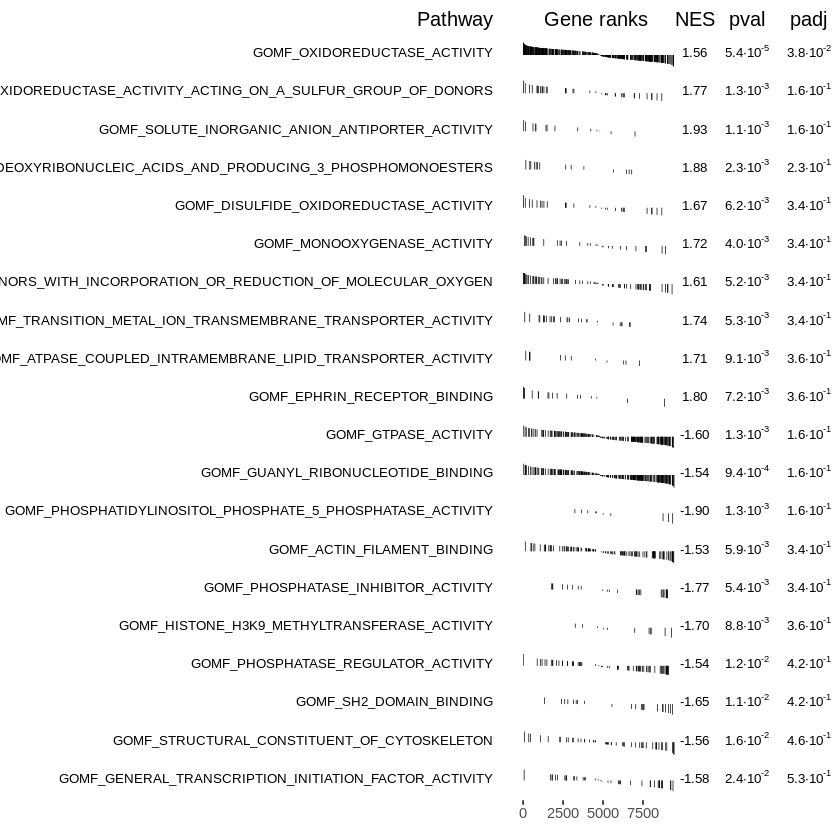 Pathway Gene ranks NES pval padj
GOMF_OXIDOREDUCTASE_ACTIVITY 1.56 5.4·10-5 3.8·10-2
XIDOREDUCTASE_ACTIVITY_ACTING_ON_A_SULFUR_GROUP_OF_DONORS 1.77 1.3·10-3 1.6·10-1
GOMF_SOLUTE_INORGANIC_ANION_ANTIPORTER_ACTIVITY 1.93 1.1·10-3 1.6·10-1
DEOXYRIBONUCLEIC_ACIDS_AND_PRODUCING_3_PHOSPHOMONOESTERS 1.88 2.3·10-3 2.3·10-1
GOMF_DISULFIDE_OXIDOREDUCTASE_ACTIVITY 1.67 6.2·10-3 3.4·10-1
GOMF_MONOOXYGENASE_ACTIVITY 1.72 4.0·10-3 3.4·10-1
NORS_WITH_INCORPORATION_OR_REDUCTION_OF_MOLECULAR_OXYGEN 1.61 5.2·10-3 3.4·10-1
MF_TRANSITION_METAL_ION_TRANSMEMBRANE_TRANSPORTER_ACTIVITY 1.74 5.3·10-3 3.4·10-1
OMF_ATPASE_COUPLED_INTRAMEMBRANE_LIPID_TRANSPORTER_ACTIVITY 1.71 9.1·10-3 3.6·10-1
GOMF_EPHRIN_RECEPTOR_BINDING 1.80 7.2·10-3 3.6·10-1
GOMF_GTPASE_ACTIVITY -1.60 1.3·10-3 1.6·10-1
GOMF_GUANYL_RIBONUCLEOTIDE_BINDING -1.54 9.4·10-4 1.6·10-1
GOMF_PHOSPHATIDYLINOSITOL_PHOSPHATE_5_PHOSPHATASE_ACTIVITY -1.90 1.3·10-3 1.6·10-1
GOMF_ACTIN_FILAMENT_BINDING -1.53 5.9·10-3 3.4·10-1
GOMF_PHOSPHATASE_INHIBITOR_ACTIVITY -1.77 5.4·10-3 3.4·10-1
GOMF_HISTONE_H3K9_METHYLTRANSFERASE_ACTIVITY -1.70 8.8·10-3 3.6·10-1
GOMF_PHOSPHATASE_REGULATOR_ACTIVITY -1.54 1.2·10-2 4.2·10-1
GOMF_SH2_DOMAIN_BINDING -1.65 1.1·10-2 4.2·10-1
GOMF_STRUCTURAL_CONSTITUENT_OF_CYTOSKELETON -1.56 1.6·10-2 4.6·10-1
GOMF_GENERAL_TRANSCRIPTION_INITIATION_FACTOR_ACTIVITY -1.58 2.4·10-2 5.3·10-1
0 2500 5000 7500